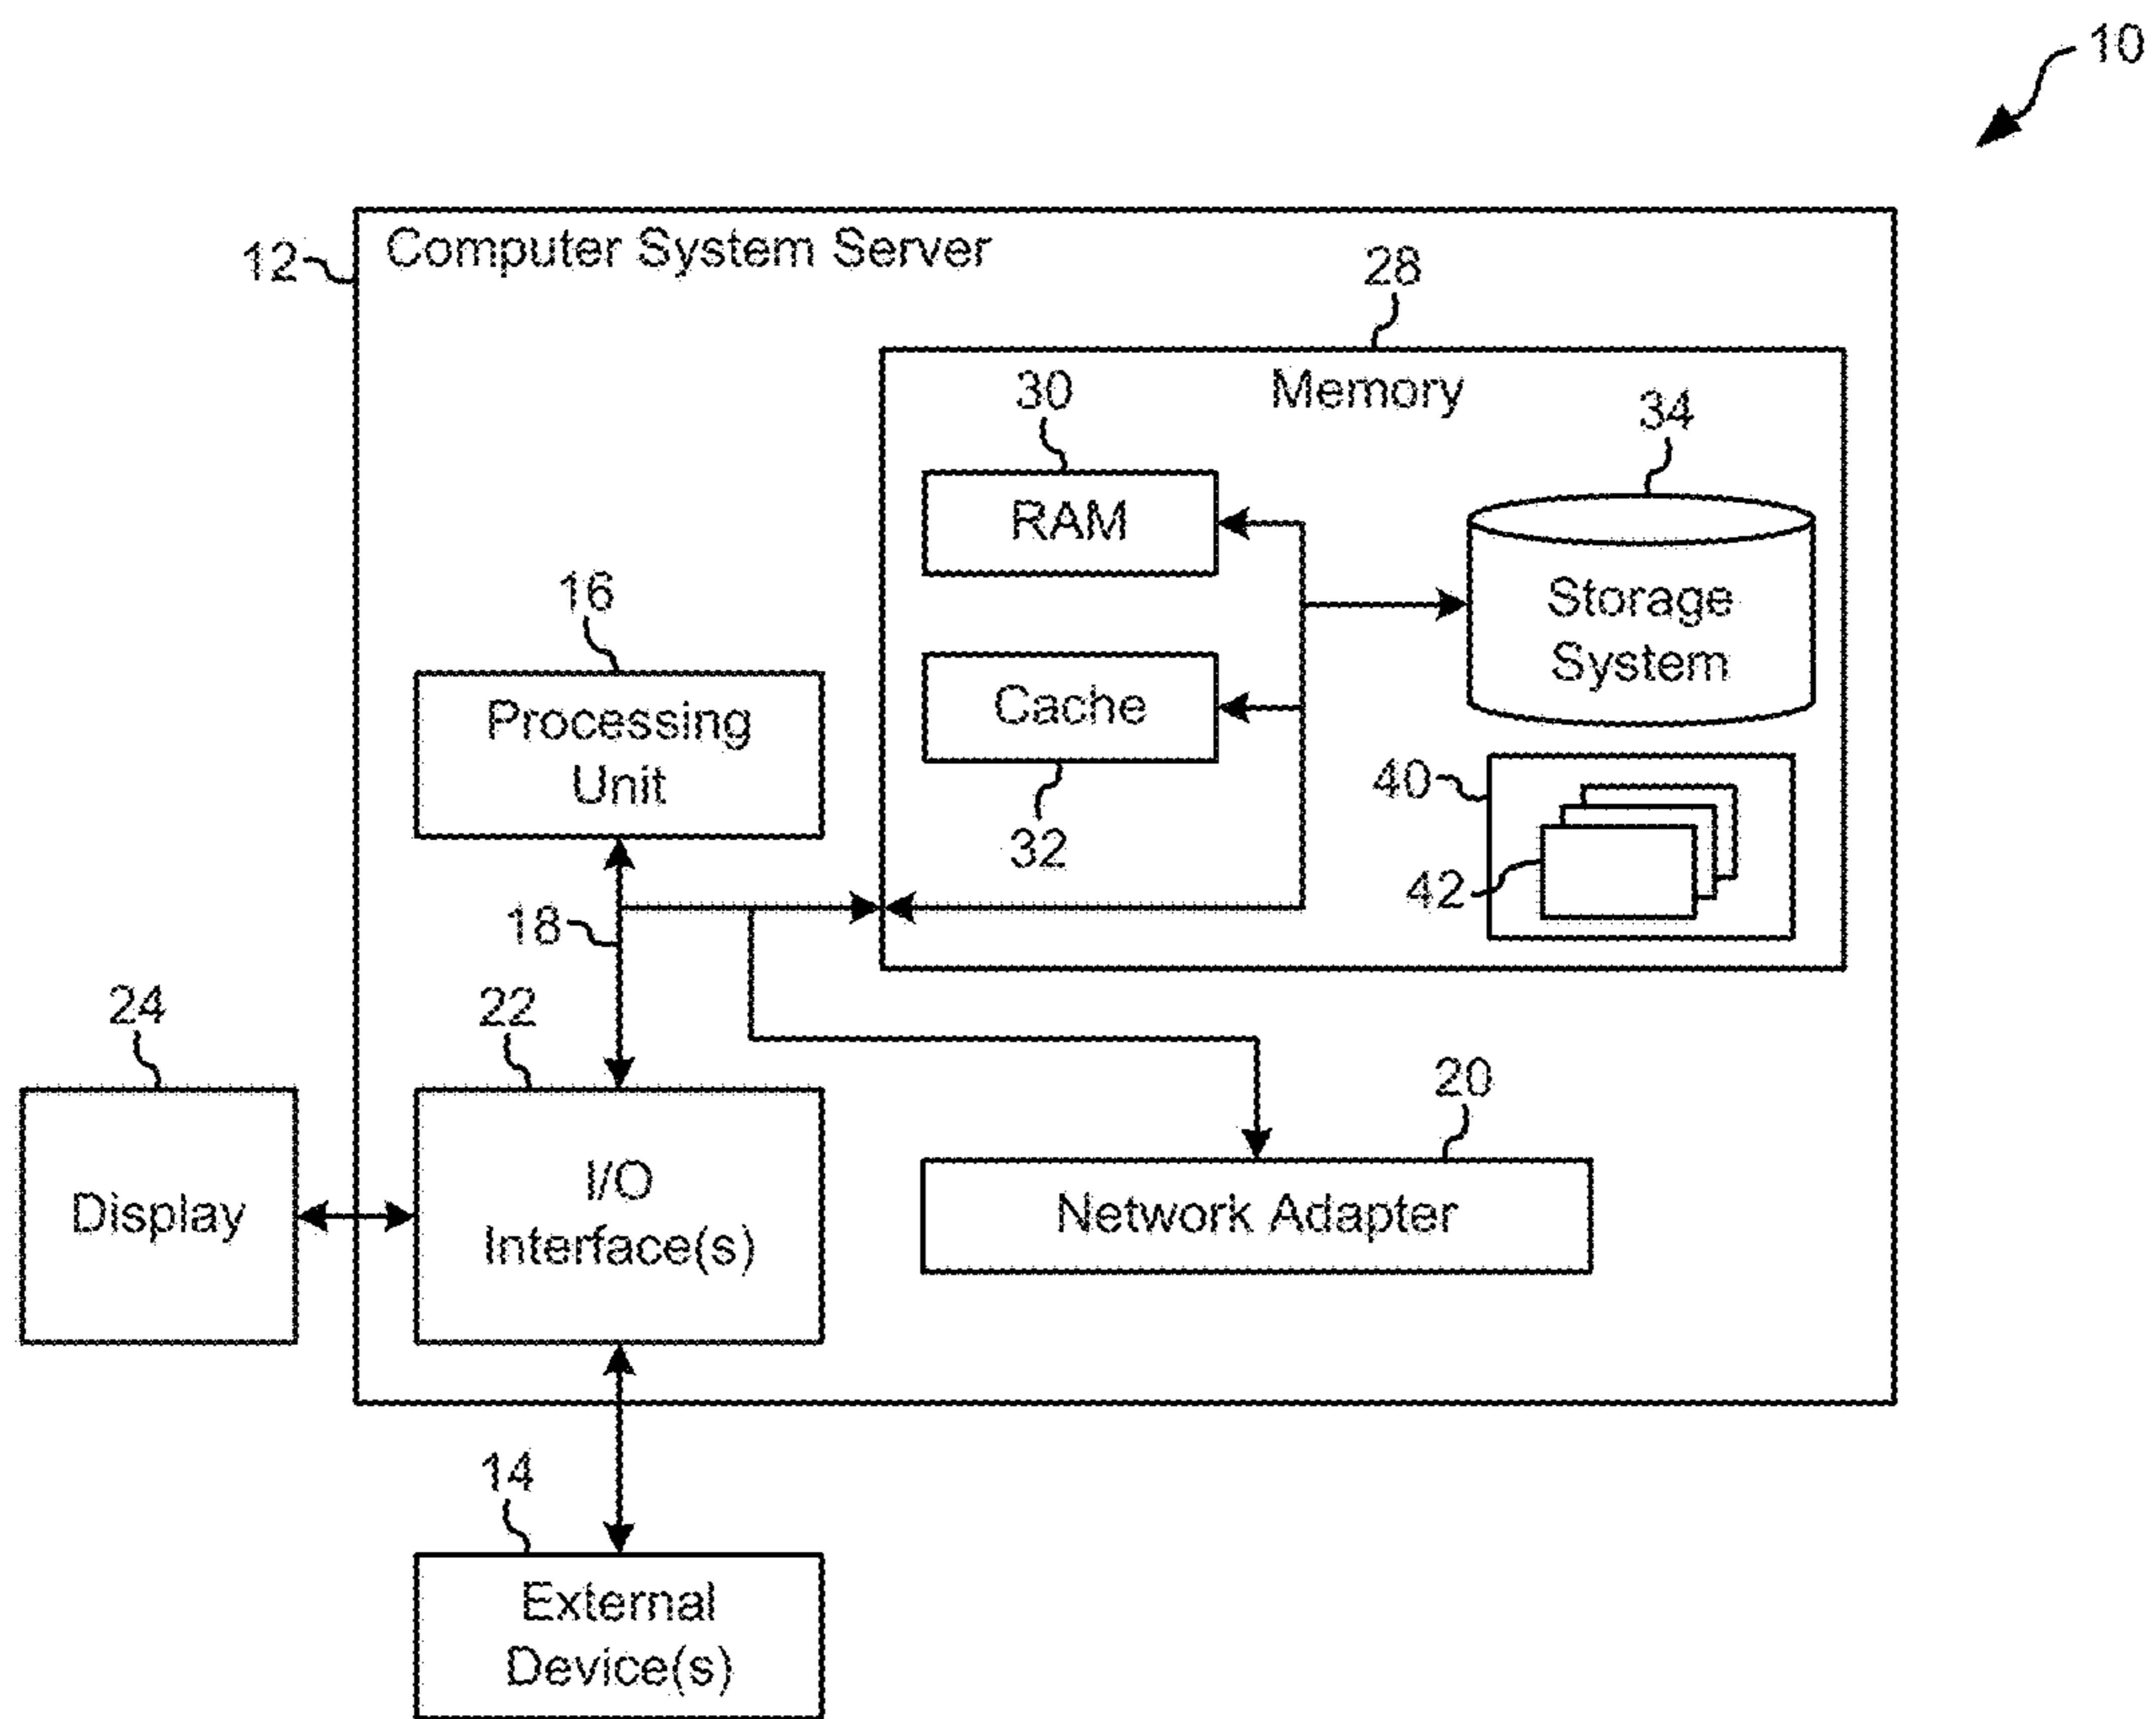 10
12
Computer System Server
28
Memory
30
RAM
34
Storage
System
16
Processing
Unit
Cache
32
40
42
18
24
22
20
Display
I/O
Interface(s)
Network Adapter
14
External
Device(s)